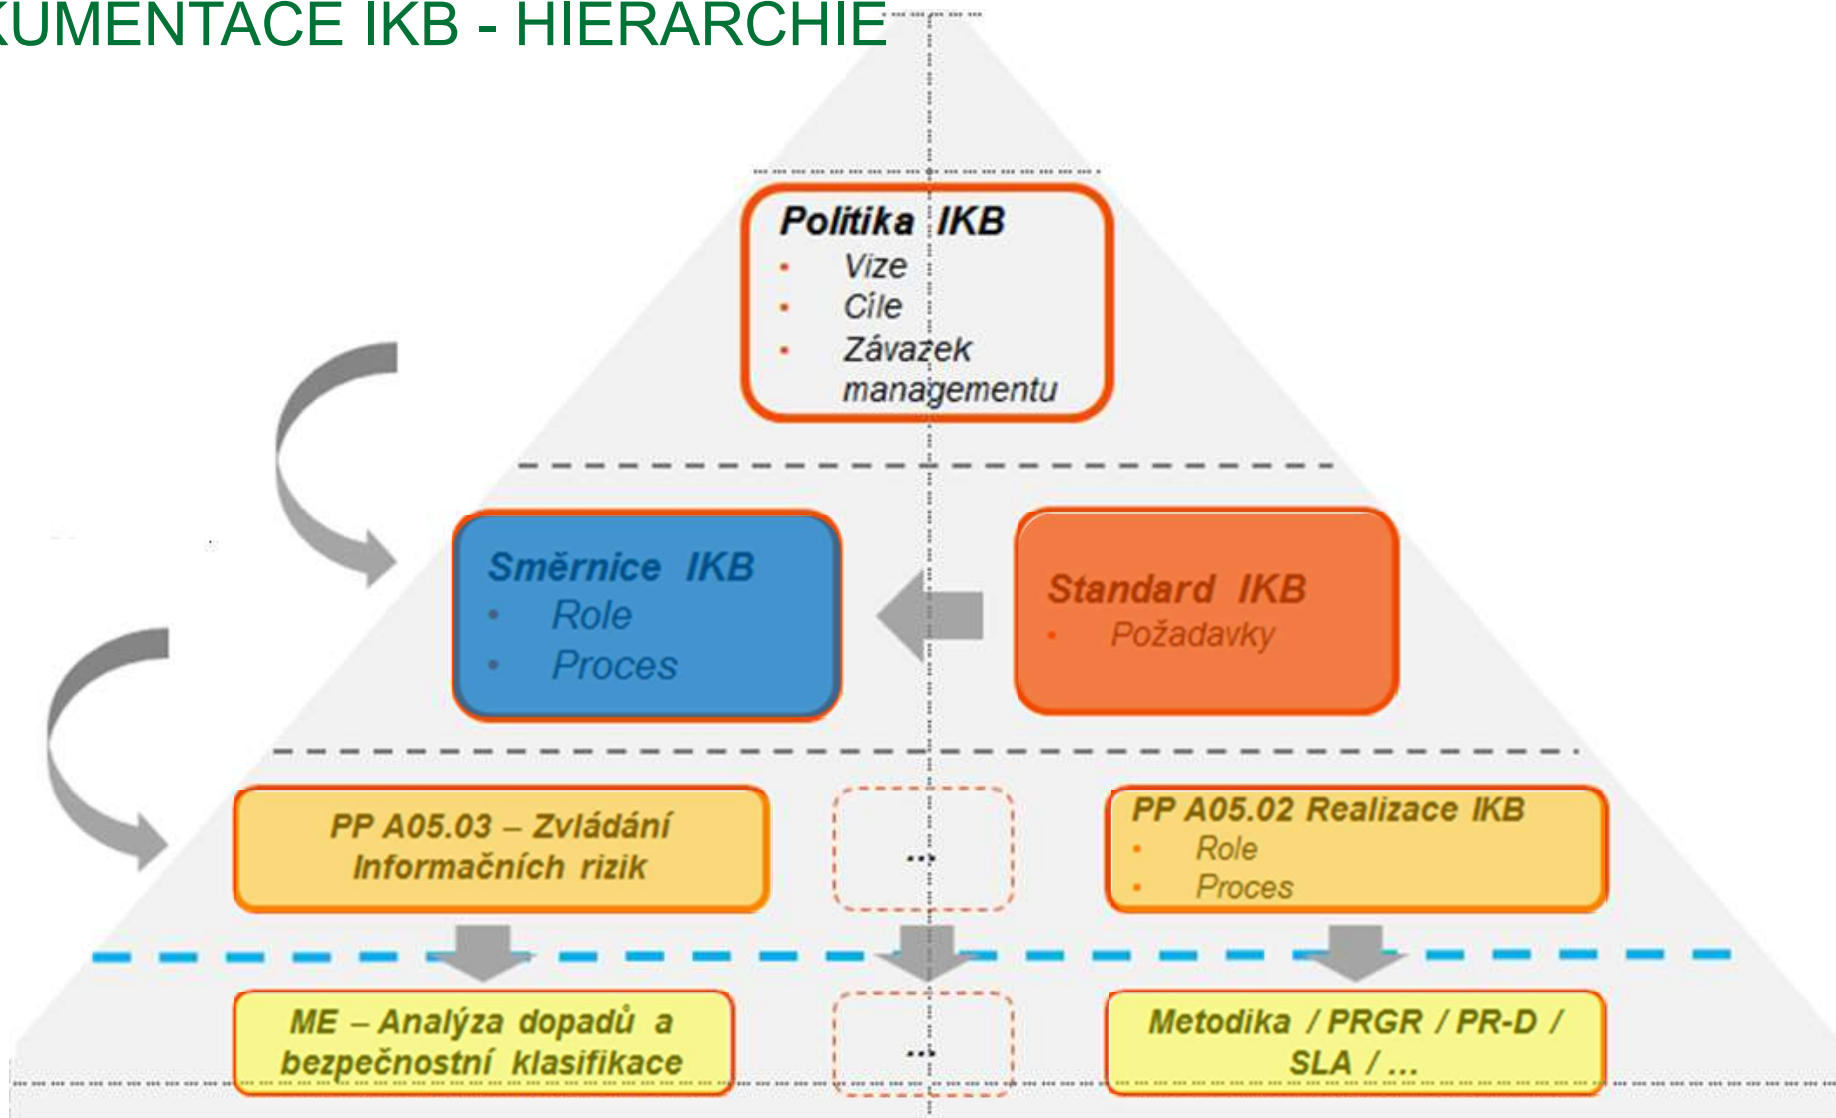 KUMENTACE IKB - HIERARCHIE
Politika IKB
• Vize
• Cíle
• Závazek
managementu
Směrnice IKB
• Role
• Proces
Standard IKB
• Požadavky
PP A05.03 – Zvládání
Informačních rizik
...
PP A05.02 Realizace IKB
• Role
• Proces
ME – Analýza dopadů a
bezpečnostní klasifikace
...
Metodika / PRGR / PR-D /
SLA / ...